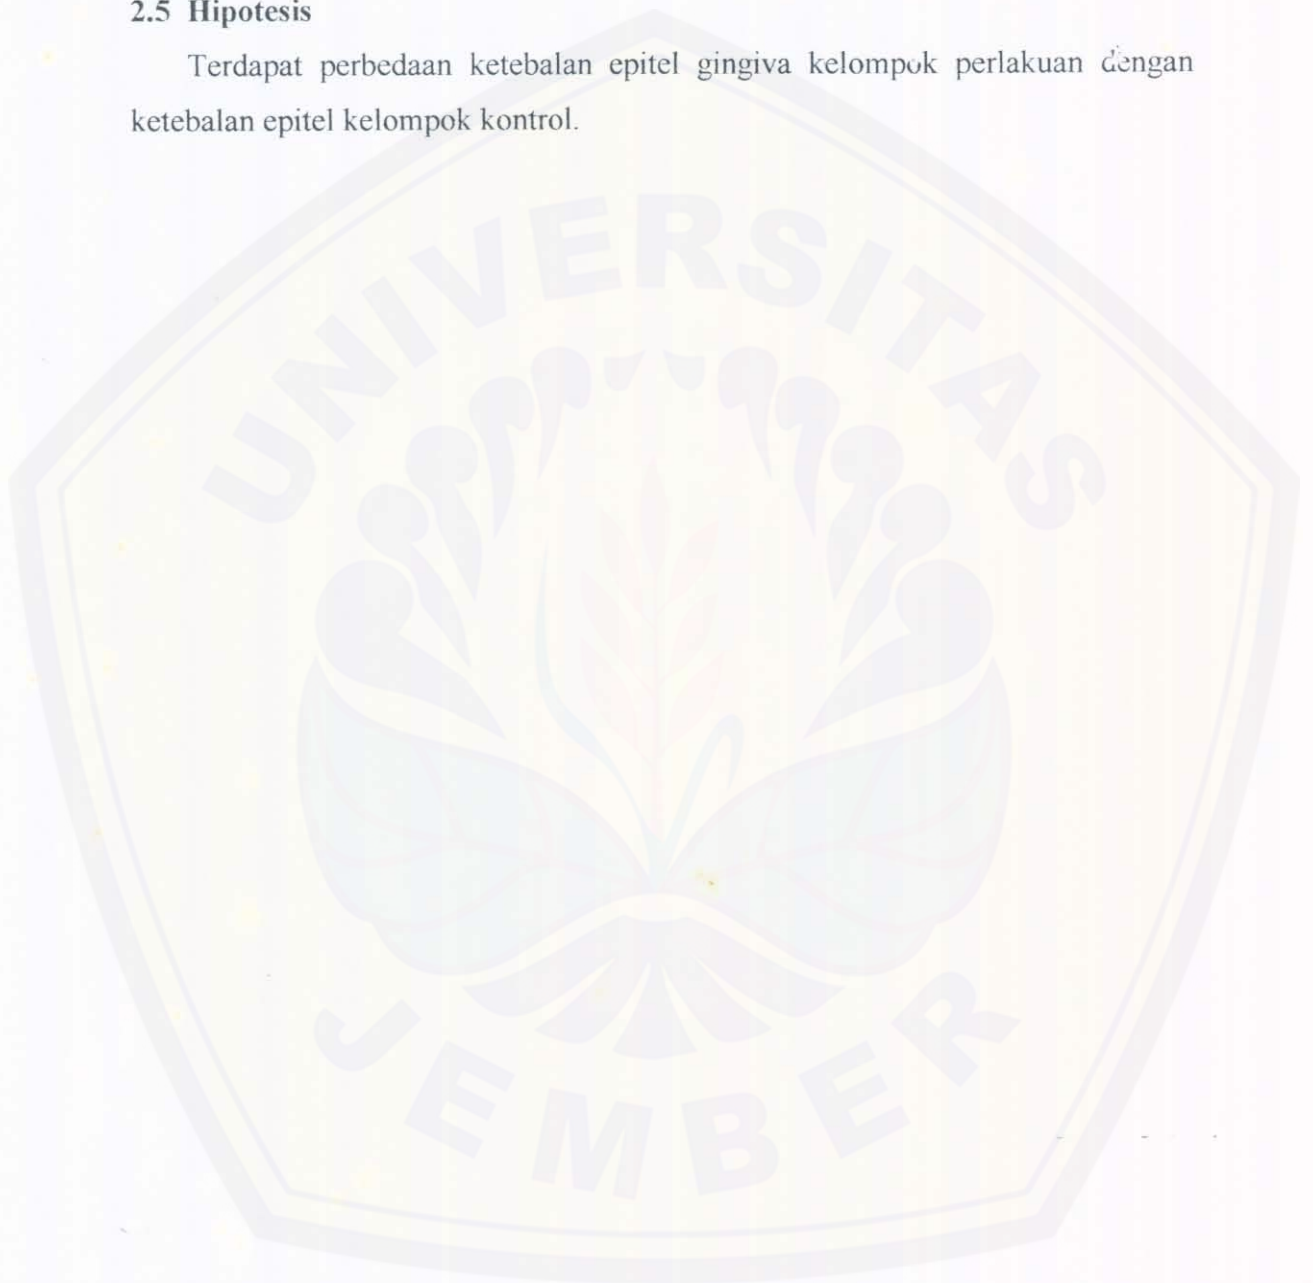 2.5 Hipotesis
Terdapat perbedaan ketebalan epitel gingiva kelompok perlakuan dengan
ketebalan epitel kelompok kontrol.
UNIVERSITAS
JEMBER